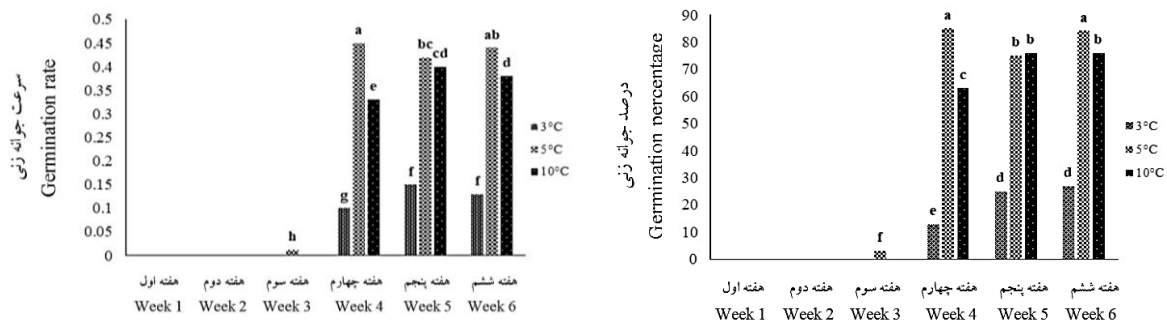 سرعت جوانه زنی
Germination rate
0.5
0.45
0.4
0.35
0.3
0.25
0.2
0.15
0.1
0.05
0
h
g
a
e
f
bc
cd
f
ab
d
3°C
5°C
10°C
هفته اول هفته دوم هفته سوم هفته چهارم هفته پنجم هفته ششم
Week 1 Week 2 Week 3 Week 4 Week 5 Week 6
درصد جوانه زنی
Germination percentage
90
80
70
60
50
40
30
20
10
0
f
e
a
c
d
b
b
d
a
b
3°C
5°C
10°C
هفته اول هفته دوم هفته سوم هفته چهارم هفته پنجم هفته ششم
Week 1 Week 2 Week 3 Week 4 Week 5 Week 6